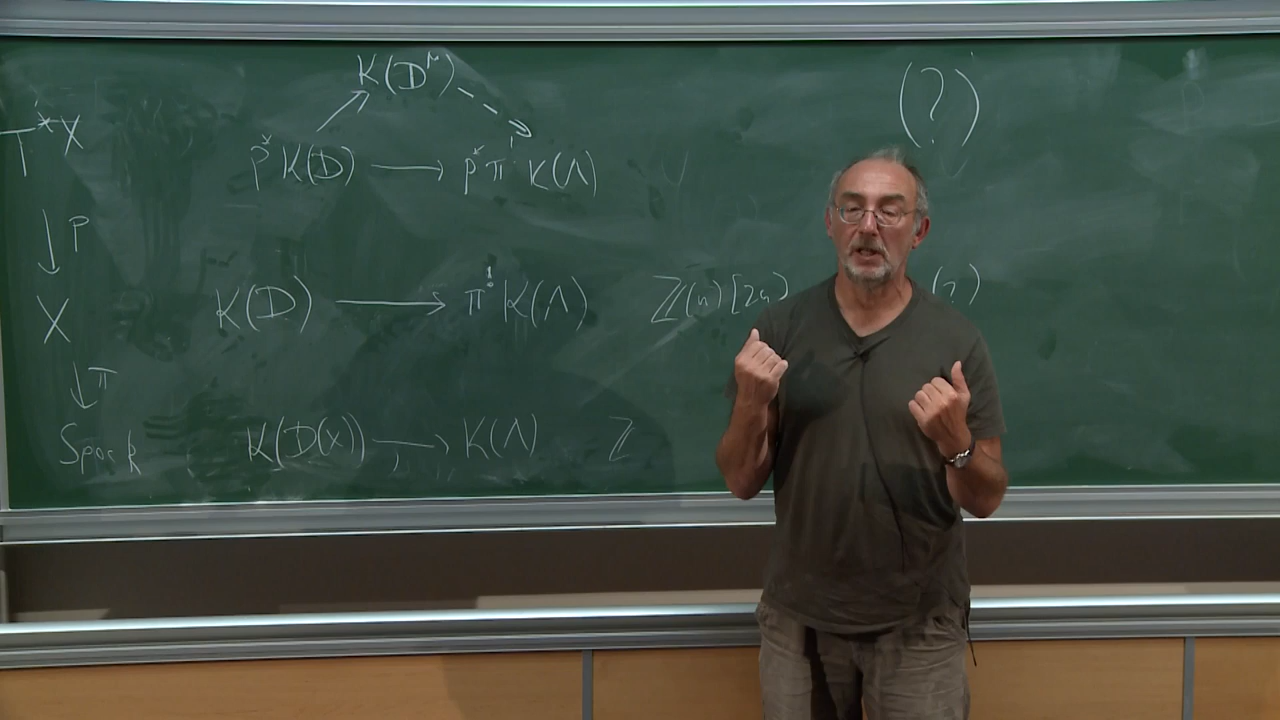 K(D^μ) (?)
T*X p*K(D) → p*π^!K(Λ)
↓ p
X K(D) → π^!K(Λ) ℤ(n)[2n] (?)
↓ π
Spec k K(D(X)) → K(Λ) ℤ